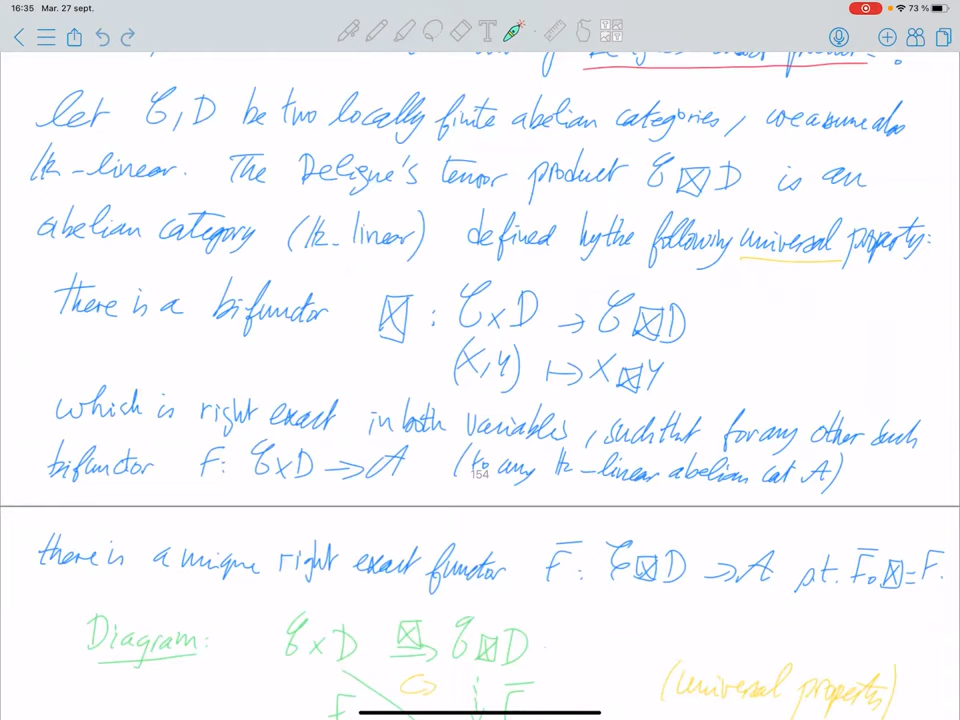 16:35 Mar. 27 sept. 73 %
Let C, D be two locally finite abelian categories, we assume also
lk-linear. The Deligne's tensor product C⊠D is an
abelian category (lk-linear) defined by the following universal property:
there is a bifunctor ⊠ : C×D → C⊠D
(X,Y) ↦ X⊠Y
which is right exact in both variables, such that for any other such
bifunctor F: C×D → A (to any lk-linear abelian cat A)
154
there is a unique right exact functor F̄ : C⊠D → A s.t. F̄∘⊠=F.
Diagram: C×D ⊠→ C⊠D
F F̄ (universal property)